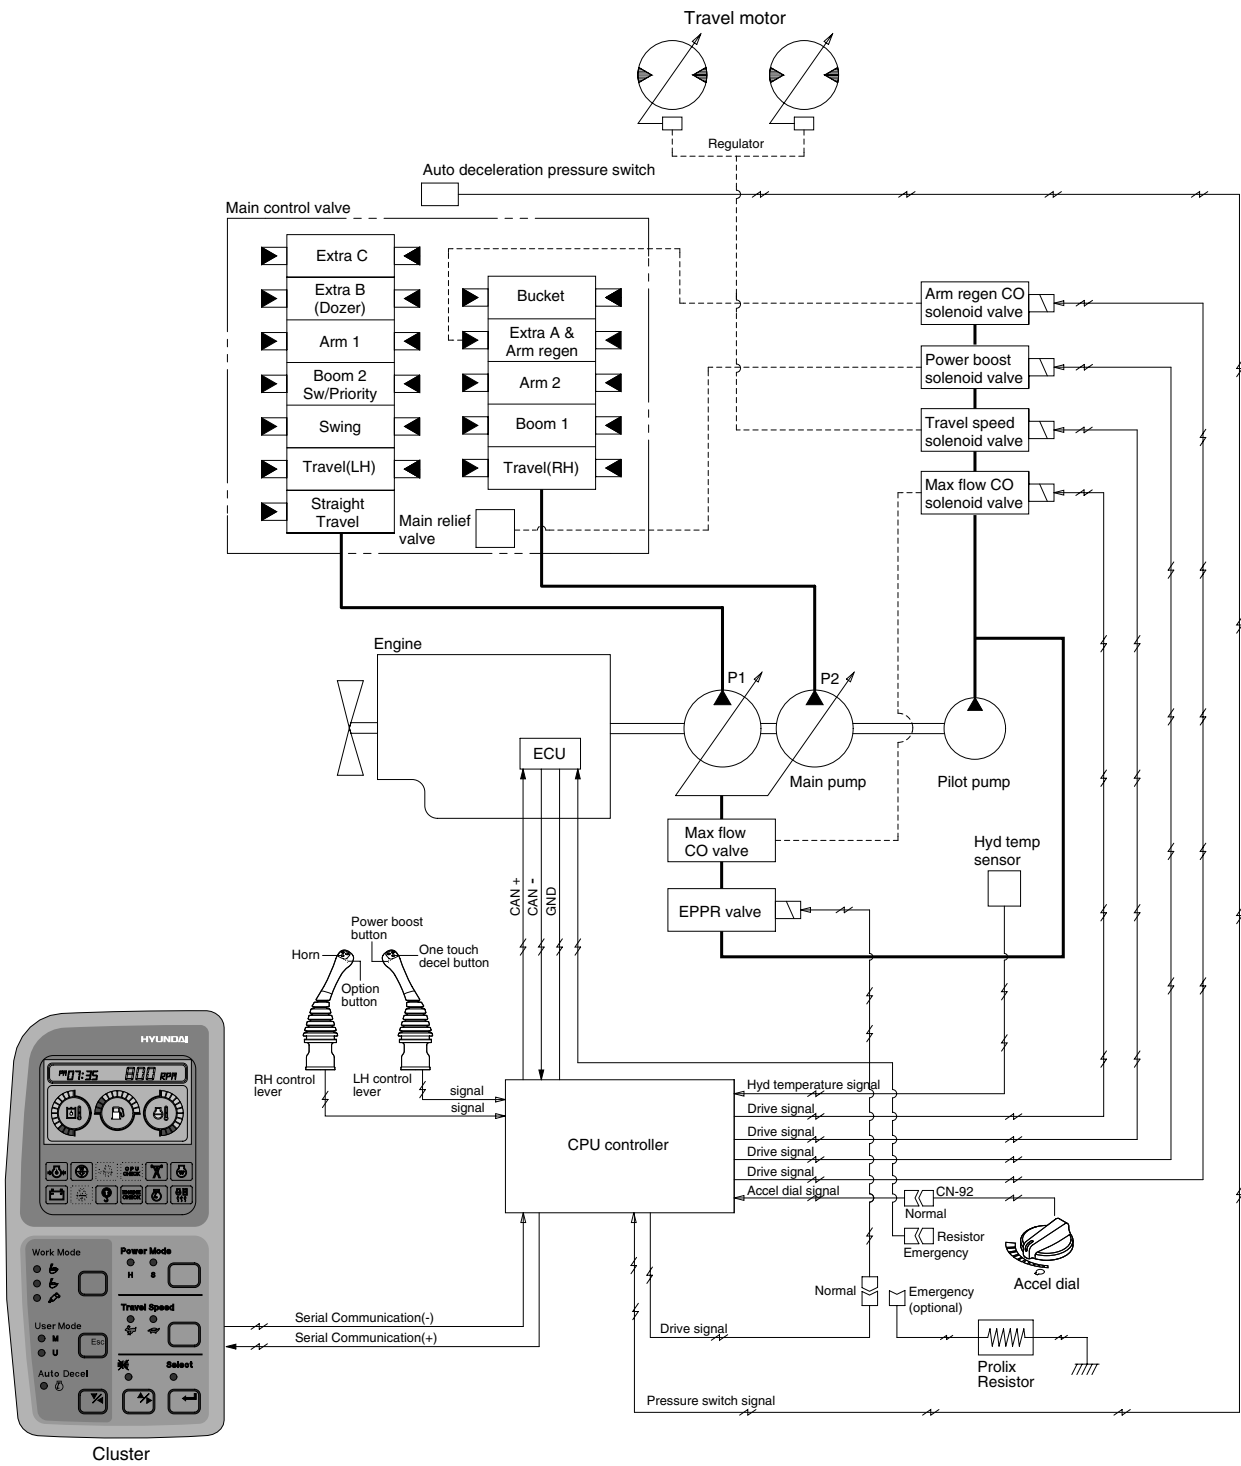 Travel motor
Regulator
Auto deceleration pressure switch
Main control valve
Extra C
Extra B
(Dozer)
Arm 1
Boom 2
Sw/Priority
Swing
Travel(LH)
Straight
Travel
Bucket
Extra A &
Arm regen
Arm 2
Boom 1
Travel(RH)
Main relief
valve
Arm regen CO
solenoid valve
Power boost
solenoid valve
Travel speed
solenoid valve
Max flow CO
solenoid valve
Engine
ECU
P1
P2
Main pump
Pilot pump
Max flow
CO valve
EPPR valve
Hyd temp
sensor
CAN +
CAN -
GND
Power boost
button
Horn
One touch
decel button
Option
button
RH control
lever
LH control
lever
signal
signal
CPU controller
Hyd temperature signal
Drive signal
Drive signal
Drive signal
Drive signal
Accel dial signal
CN-92
Normal
Resistor
Emergency
Accel dial
Normal
Emergency
(optional)
Drive signal
Prolix
Resistor
Pressure switch signal
Serial Communication(-)
Serial Communication(+)
HYUNDAI
PM 07:35 800 RPM
CPU
CHECK
ENGINE
CHECK
Work Mode
Power Mode
H S
Travel Speed
User Mode
M
U
Esc
Auto Decel
Select
Cluster